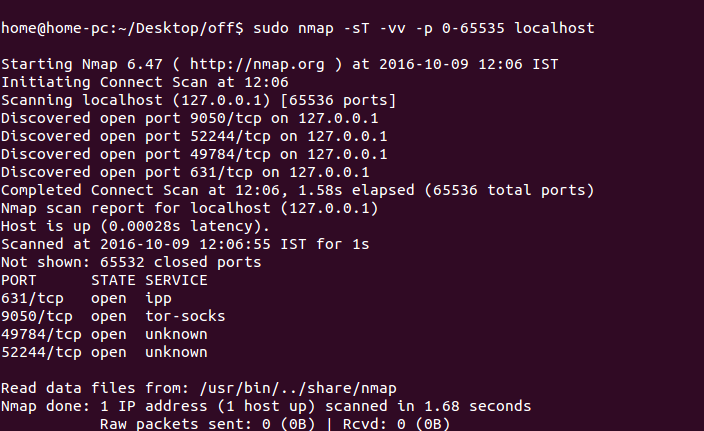 home@home-pc:~/Desktop/off$ sudo nmap -sT -vv -p 0-65535 localhost
Starting Nmap 6.47 ( http://nmap.org ) at 2016-10-09 12:06 IST
Initiating Connect Scan at 12:06
Scanning localhost (127.0.0.1) [65536 ports]
Discovered open port 9050/tcp on 127.0.0.1
Discovered open port 52244/tcp on 127.0.0.1
Discovered open port 49784/tcp on 127.0.0.1
Discovered open port 631/tcp on 127.0.0.1
Completed Connect Scan at 12:06, 1.58s elapsed (65536 total ports)
Nmap scan report for localhost (127.0.0.1)
Host is up (0.00028s latency).
Scanned at 2016-10-09 12:06:55 IST for 1s
Not shown: 65532 closed ports
PORT      STATE SERVICE
631/tcp   open  ipp
9050/tcp  open  tor-socks
49784/tcp open  unknown
52244/tcp open  unknown
Read data files from: /usr/bin/../share/nmap
Nmap done: 1 IP address (1 host up) scanned in 1.68 seconds
           Raw packets sent: 0 (0B) | Rcvd: 0 (0B)